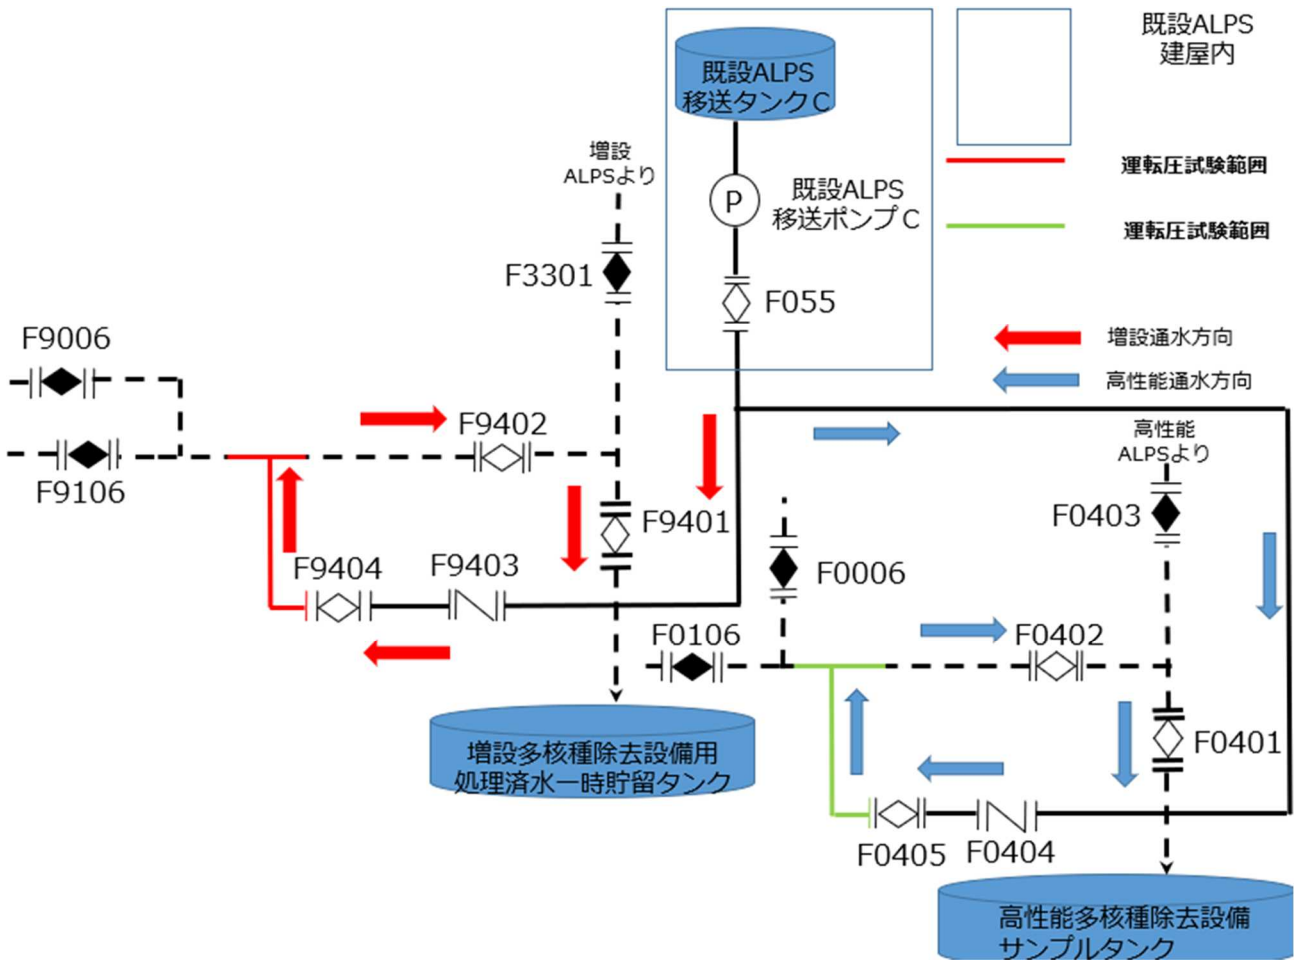 既設ALPS
建屋内
既設ALPS
移送タンクC
増設
ALPSより
運転圧試験範囲
P
既設ALPS
移送ポンプC
運転圧試験範囲
F3301
F055
F9006
増設通水方向
高性能通水方向
F9402
高性能
ALPSより
F9106
F9401
F0403
F9404
F9403
F0006
F0106
F0402
F0401
増設多核種除去設備用
処理済水一時貯留タンク
F0405
F0404
高性能多核種除去設備
サンプルタンク